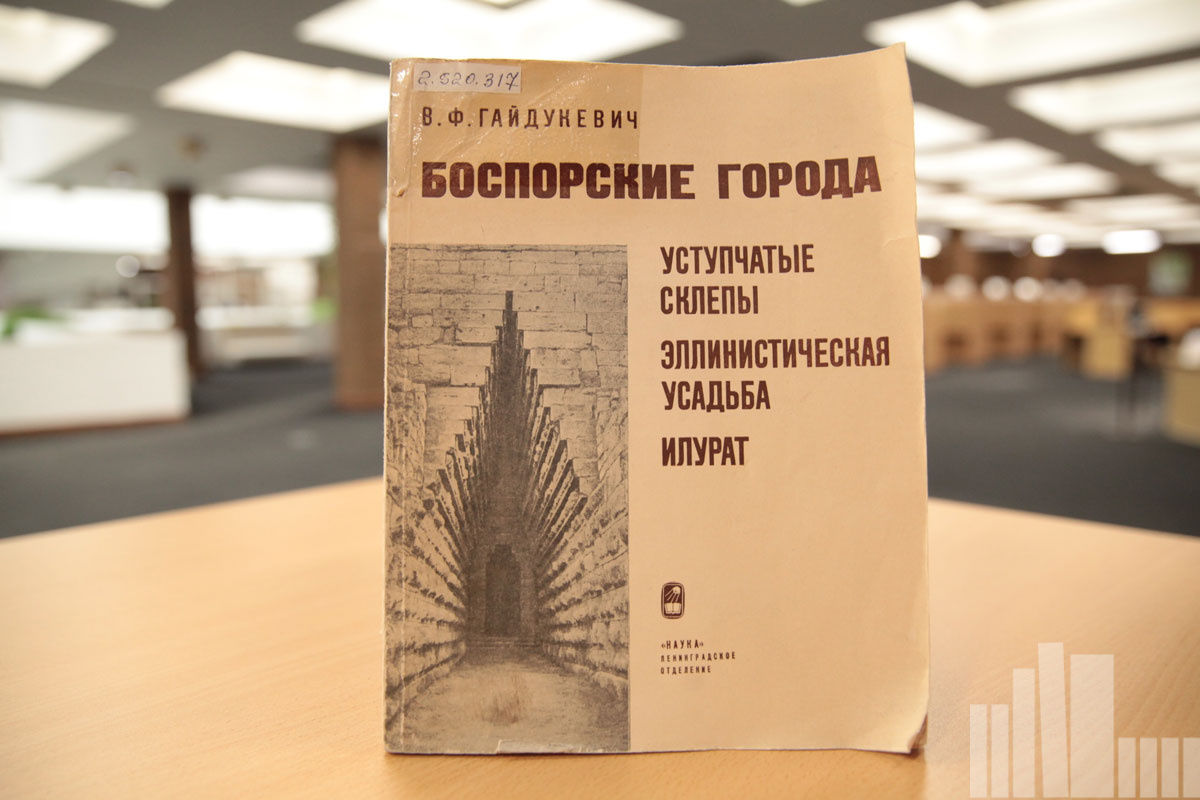 2.520.317
В.Ф.ГАЙДУКЕВИЧ
БОСПОРСКИЕ ГОРОДА
УСТУПЧАТЫЕ
СКЛЕПЫ
ЭЛЛИНИСТИЧЕСКАЯ
УСАДЬБА
ИЛУРАТ
«НАУКА»
ЛЕНИНГРАДСКОЕ
ОТДЕЛЕНИЕ